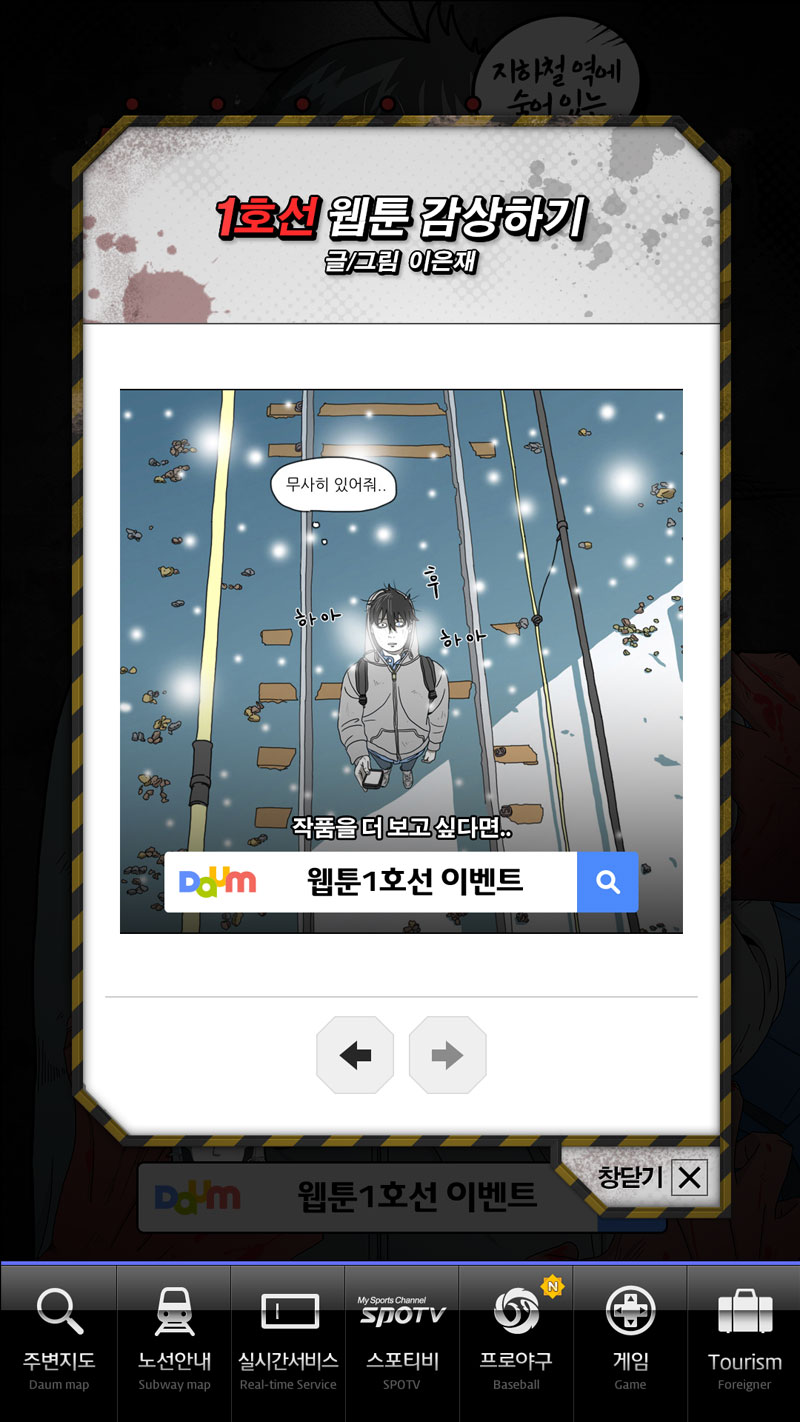 지하철 역에
숨어 있는
1호선 웹툰 감상하기
글/그림 이은재
무사히 있어줘..
후
하아
하아
작품을 더 보고 싶다면..
Daum 웹툰1호선 이벤트
창닫기
Daum 웹툰1호선 이벤트
N
My Sports Channel
SPOTV
주변지도 노선안내 실시간서비스 스포티비 프로야구 게임 Tourism
Daum map Subway map Real-time Service SPOTV Baseball Game Foreigner